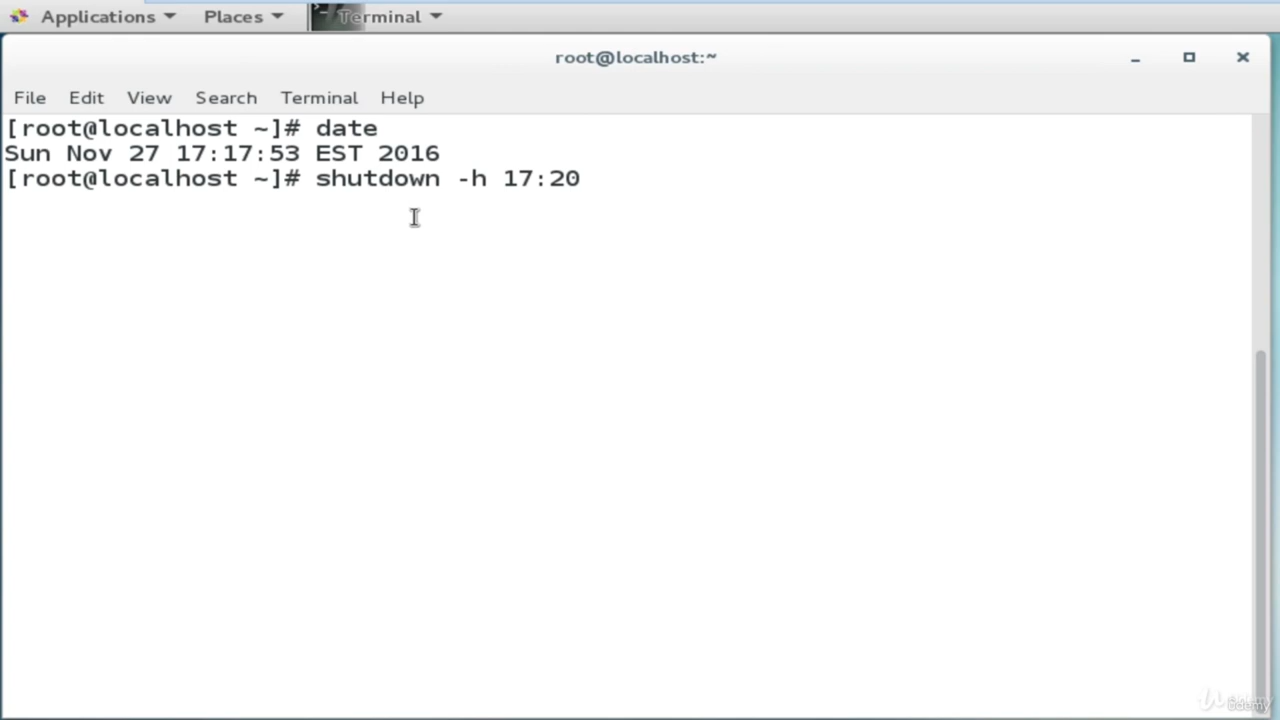 Applications Places Terminal
root@localhost:~
File Edit View Search Terminal Help
[root@localhost ~]# date
Sun Nov 27 17:17:53 EST 2016
[root@localhost ~]# shutdown -h 17:20
Udemy